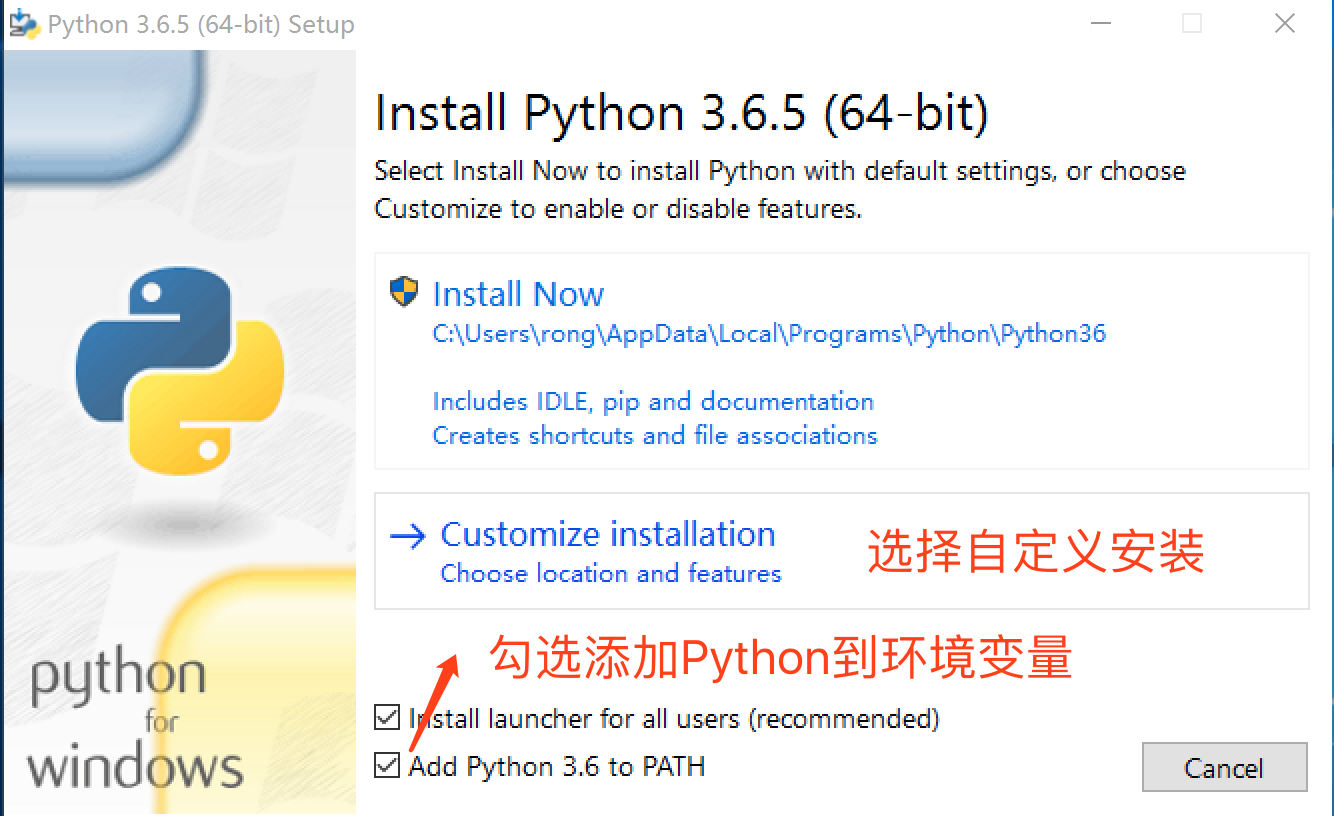 Python 3.6.5 (64-bit) Setup
Install Python 3.6.5 (64-bit)
Select Install Now to install Python with default settings, or choose
Customize to enable or disable features.
Install Now
C:\Users\rong\AppData\Local\Programs\Python\Python36
Includes IDLE, pip and documentation
Creates shortcuts and file associations
Customize installation
Choose location and features
选择自定义安装
勾选添加Python到环境变量
Install launcher for all users (recommended)
Add Python 3.6 to PATH
Cancel
python
for
windows